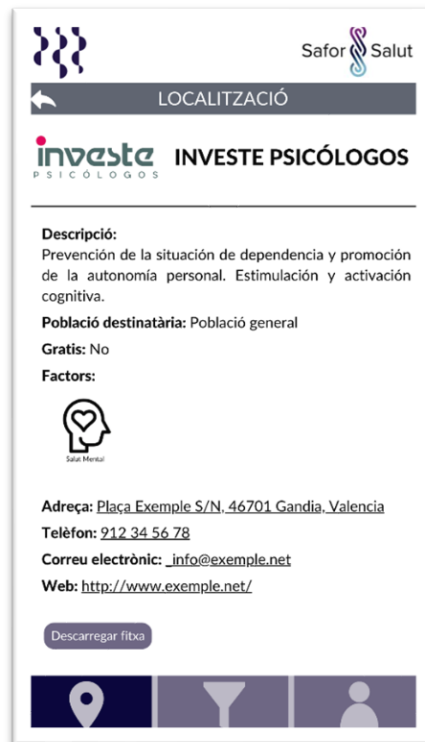 Safor Salut
LOCALITZACIÓ
investe
PSICÓLOGOS
INVESTE PSICÓLOGOS
Descripció:
Prevención de la situación de dependencia y promoción
de la autonomía personal. Estimulación y activación
cognitiva.
Població destinatària: Població general
Gratis: No
Factors:
Salut Mental
Adreça: Plaça Exemple S/N, 46701 Gandia, Valencia
Telèfon: 912 34 56 78
Correu electrònic: _info@exemple.net
Web: http://www.exemple.net/
Descarregar fitxa